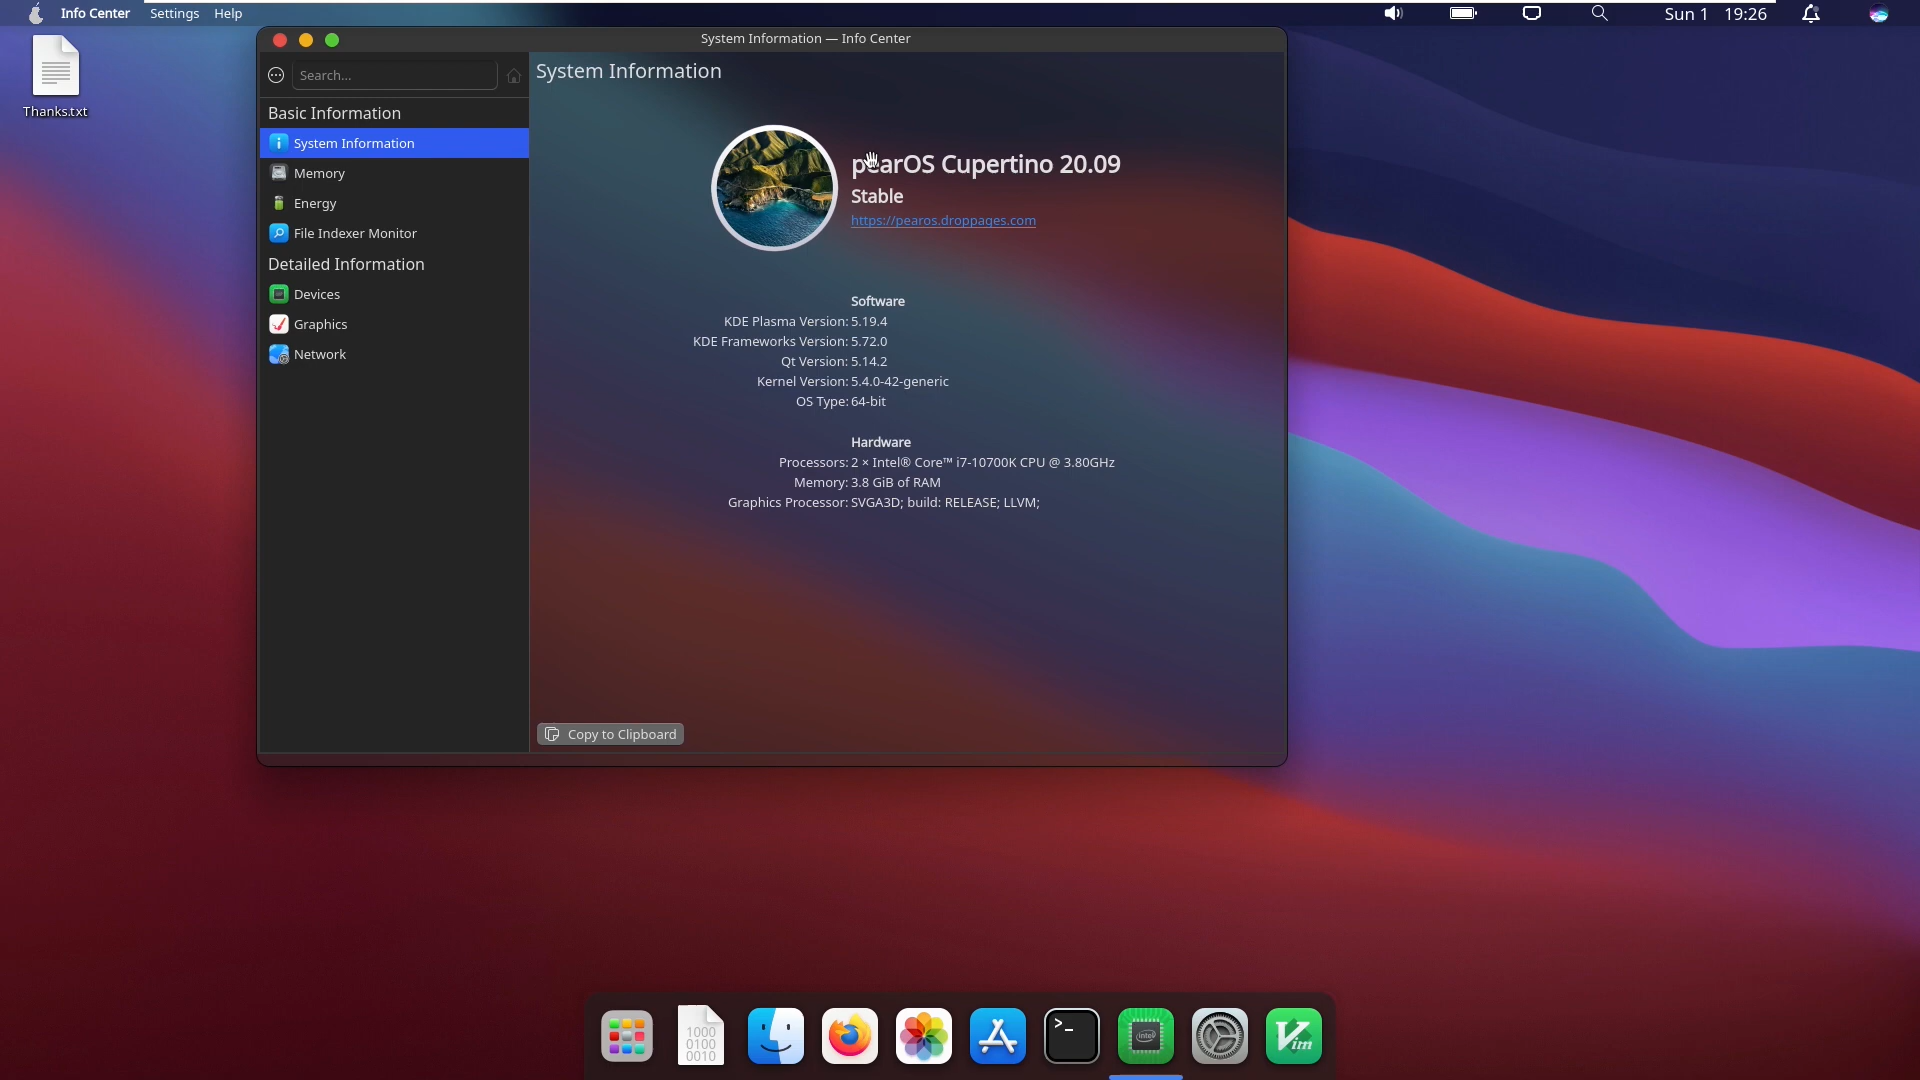 Info Center Settings Help
Sun 1 19:26
Thanks.txt
System Information — Info Center
Search...
Basic Information
System Information
Memory
Energy
File Indexer Monitor
Detailed Information
Devices
Graphics
Network
System Information
pearOS Cupertino 20.09
Stable
https://pearos.droppages.com
Software
KDE Plasma Version: 5.19.4
KDE Frameworks Version: 5.72.0
Qt Version: 5.14.2
Kernel Version: 5.4.0-42-generic
OS Type: 64-bit
Hardware
Processors: 2 × Intel® Core™ i7-10700K CPU @ 3.80GHz
Memory: 3.8 GiB of RAM
Graphics Processor: SVGA3D; build: RELEASE; LLVM;
Copy to Clipboard
1000
0100
0010
>_
intel
Vim